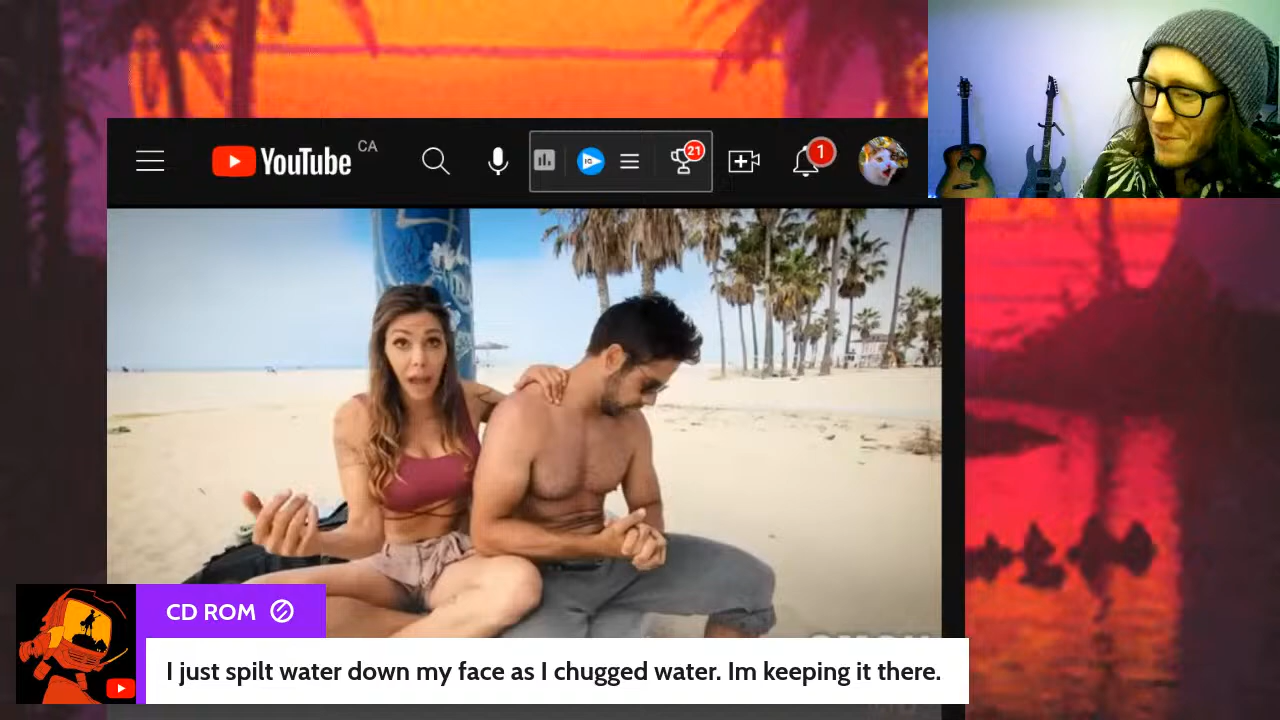 YouTube CA
21
1
CD ROM
I just spilt water down my face as I chugged water. Im keeping it there.